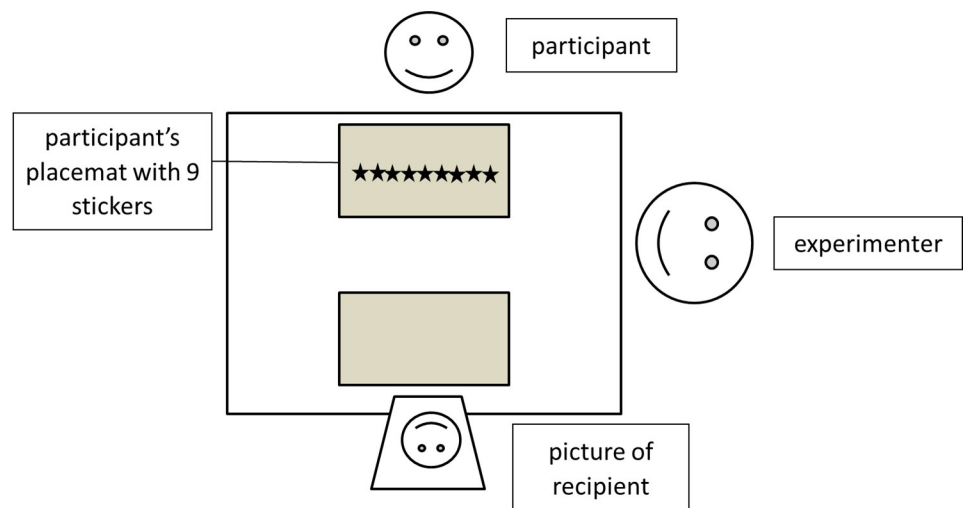 participant
participant’s
placemat with 9
stickers
experimenter
picture of
recipient